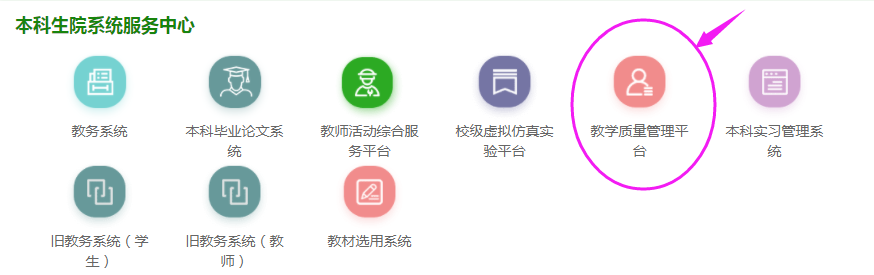 本科生院系统服务中心
教务系统
本科毕业论文系
统
教师活动综合服
务平台
校级虚拟仿真实
验平台
教学质量管理平
台
本科实习管理系
统
旧教务系统（学
生）
旧教务系统（教
师）
教材选用系统